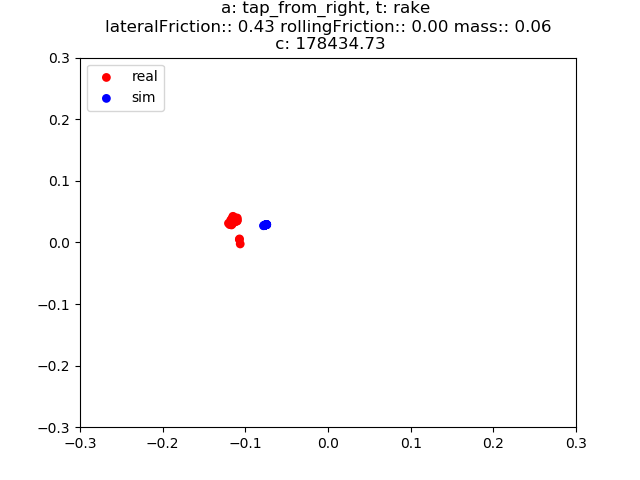 a: tap_from_right, t: rake
lateralFriction:: 0.43 rollingFriction:: 0.00 mass:: 0.06
c: 178434.73
real
sim
0.3
0.2
0.1
0.0
−0.1
−0.2
−0.3
−0.3
−0.2
−0.1
0.0
0.1
0.2
0.3